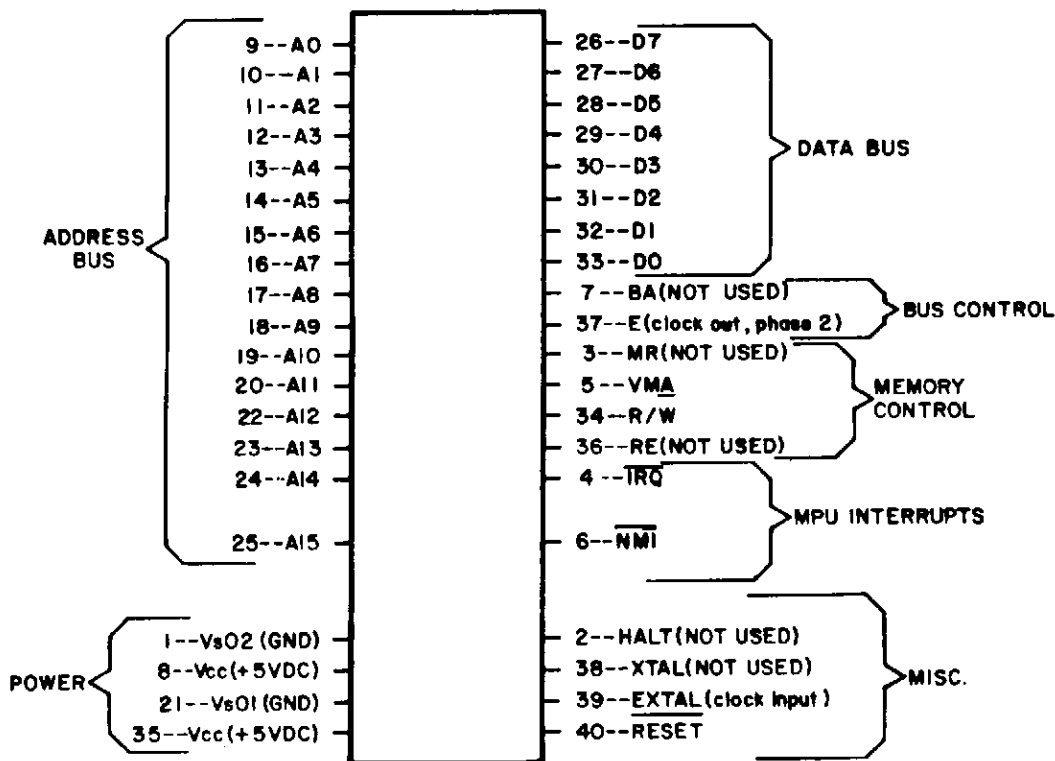 ADDRESS
BUS
9--A0
10--A1
11--A2
12--A3
13--A4
14--A5
15--A6
16--A7
17--A8
18--A9
19--A10
20--A11
22--A12
23--A13
24--A14
25--A15
POWER
1--VsO2 (GND)
8--Vcc(+5VDC)
21--VsO1(GND)
35--Vcc(+5VDC)
26--D7
27--D6
28--D5
29--D4
30--D3
31--D2
32--D1
33--D0
DATA BUS
7--BA(NOT USED)
37--E(clock out, phase 2)
BUS CONTROL
3--MR(NOT USED)
5--VMA
34--R/W̅
36--RE(NOT USED)
MEMORY
CONTROL
4--I̅R̅Q̅
6--N̅M̅I̅
MPU INTERRUPTS
2--HALT(NOT USED)
38--XTAL(NOT USED)
39--EXTAL(clock input)
40--R̅E̅S̅E̅T̅
MISC.